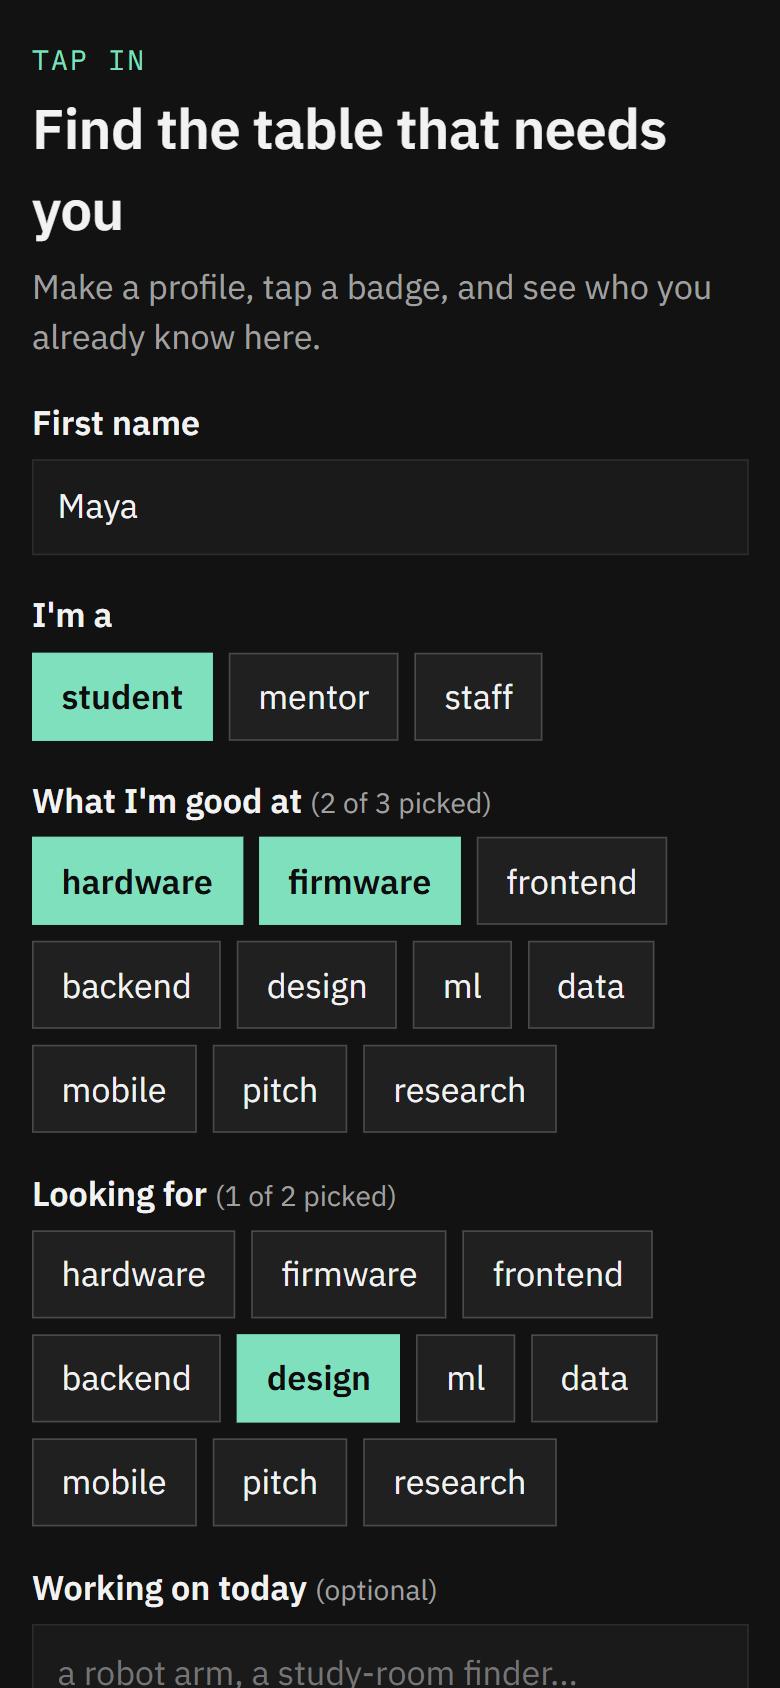 TAP IN
Find the table that needs
you
Make a profile, tap a badge, and see who you
already know here.
First name
Maya
I'm a
student mentor staff
What I'm good at (2 of 3 picked)
hardware firmware frontend
backend design ml data
mobile pitch research
Looking for (1 of 2 picked)
hardware firmware frontend
backend design ml data
mobile pitch research
Working on today (optional)
a robot arm, a study-room finder...